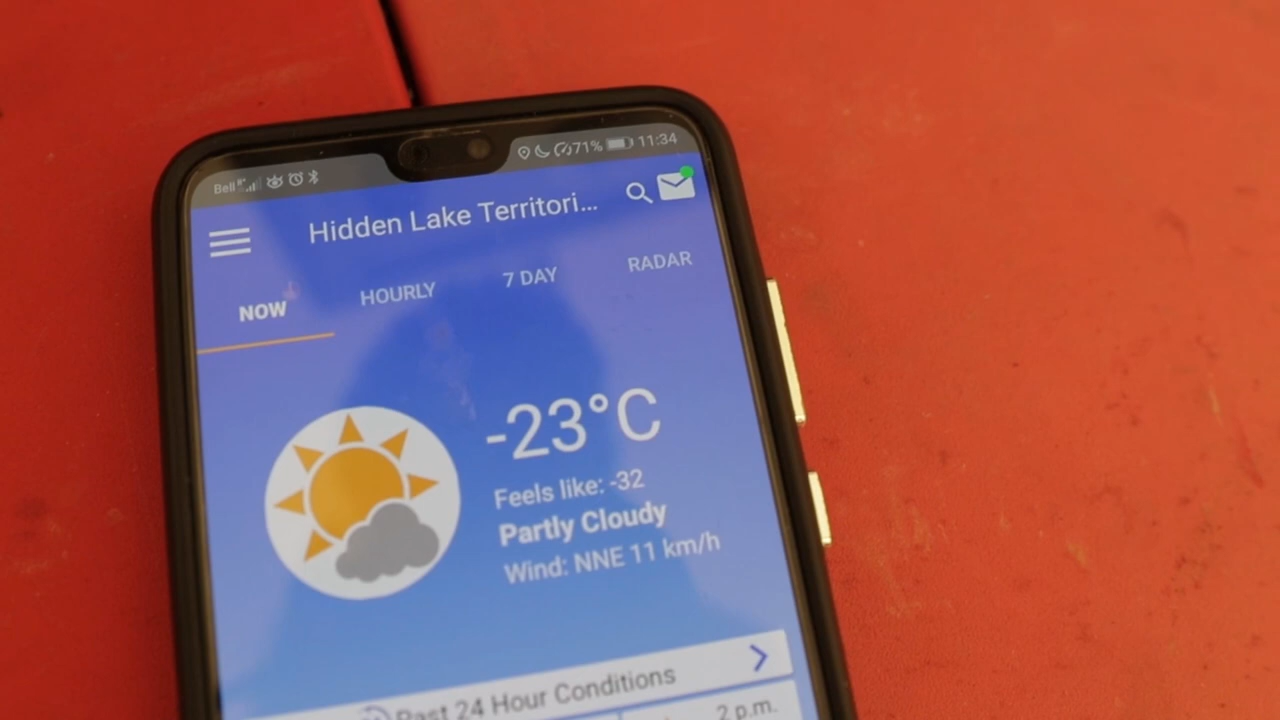 Bell 71% 11:34
Hidden Lake Territori...
NOW HOURLY 7 DAY RADAR
-23°C
Feels like: -32
Partly Cloudy
Wind: NNE 11 km/h
Past 24 Hour Conditions
2 p.m.